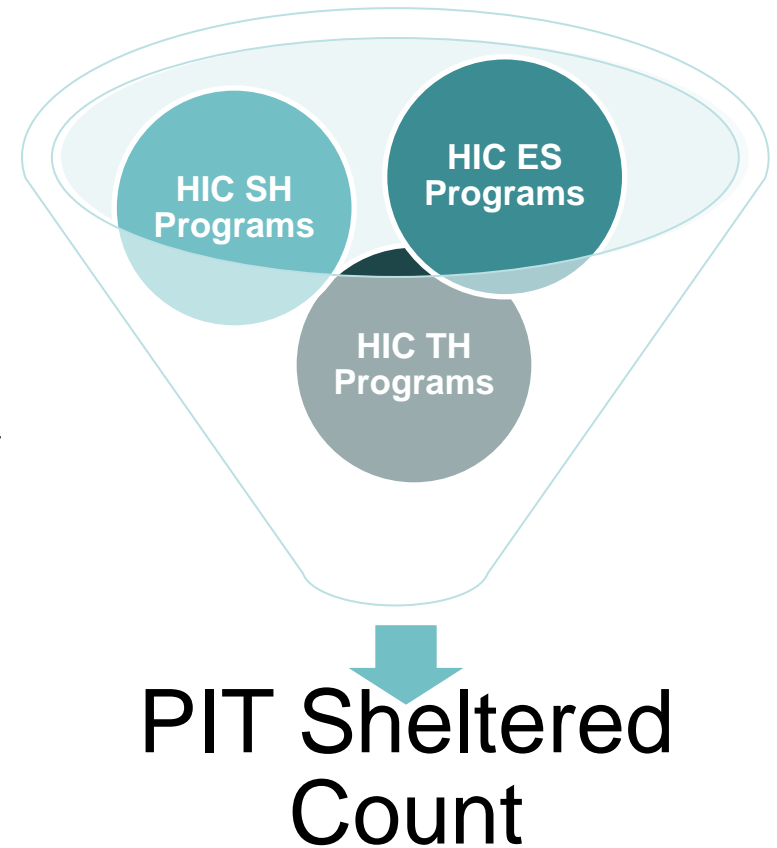 HIC SH
Programs
HIC ES
Programs
HIC TH
Programs
PIT Sheltered
Count